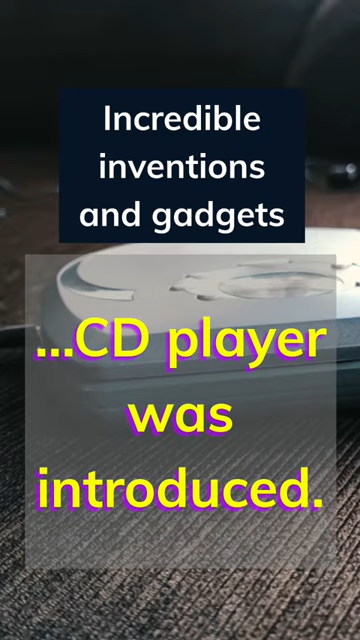 Incredible
inventions
and gadgets
...CD player
was
introduced.